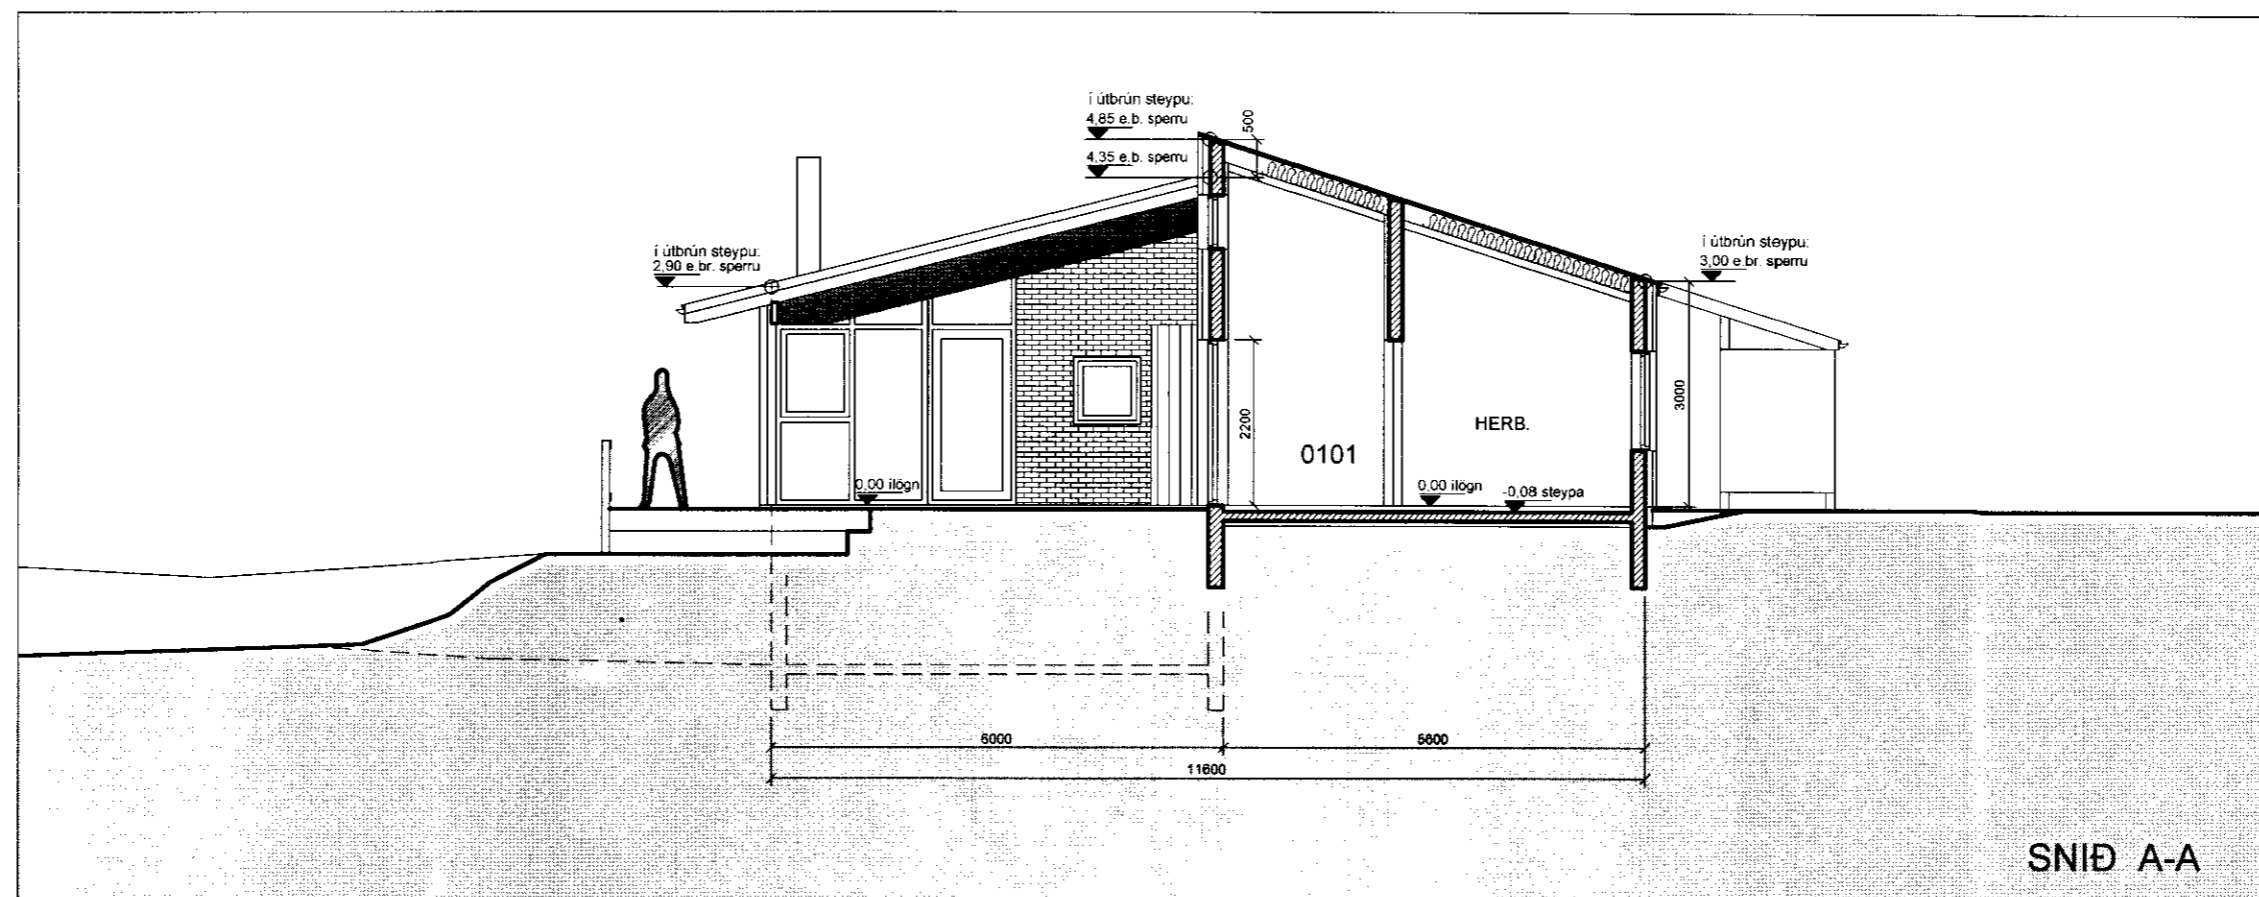 í útbrún steypu:
4,85 e.b. sperru
500
4,35 e.b. sperru
í útbrún steypu:
2,90 e.br. sperru
í útbrún steypu:
3,00 e.br. sperru
3000
2200
HERB.
0101
0,00 ílögn
0,00 ílögn
-0,08 steypa
6000
5600
11600
SNIÐ A-A